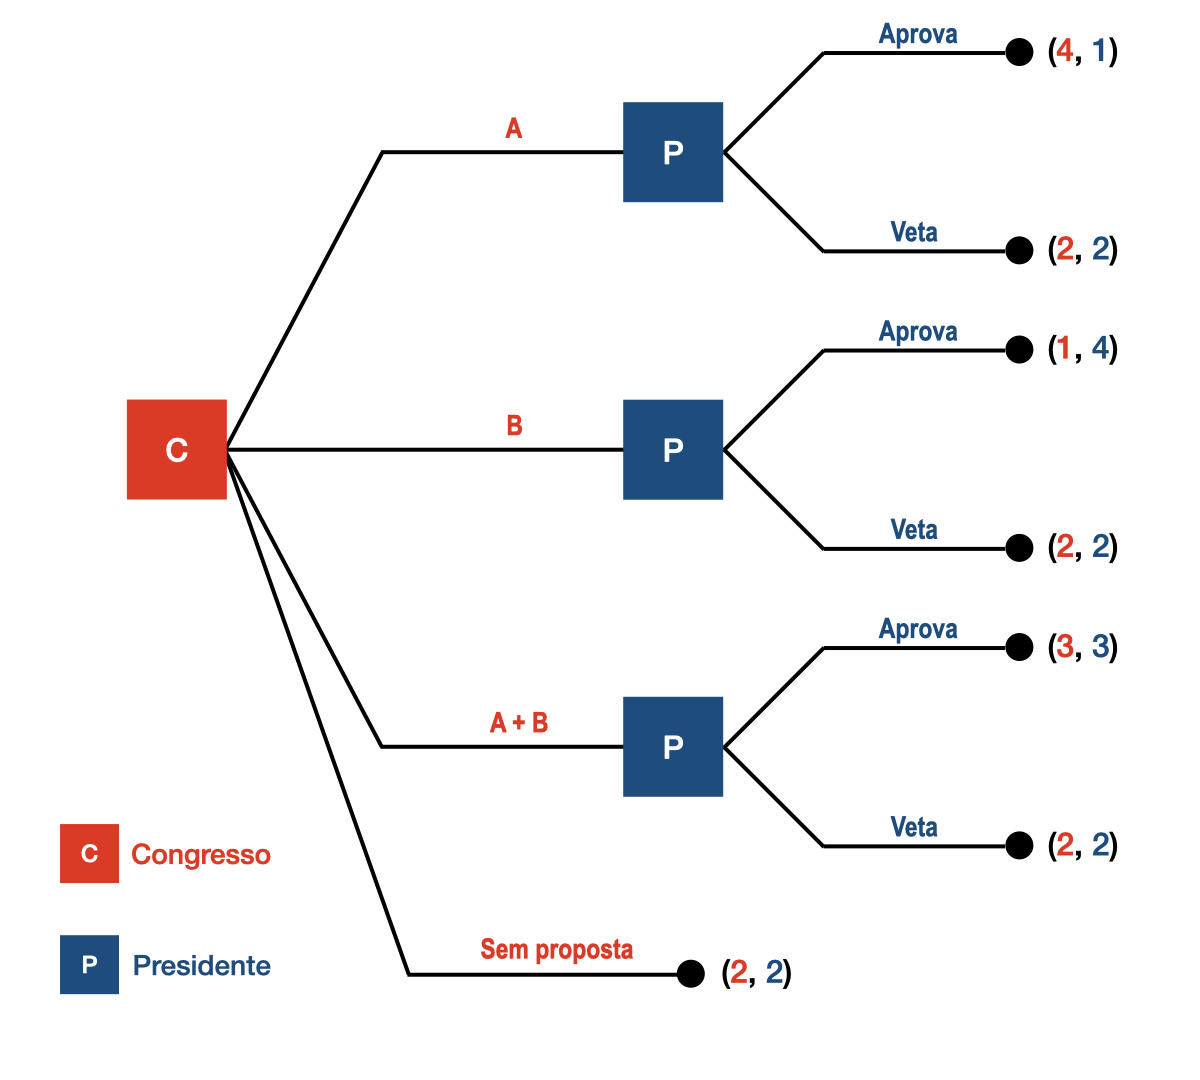 Aprova
(4, 1)
A
P
Veta
(2, 2)
Aprova
(1, 4)
C
B
P
Veta
(2, 2)
Aprova
(3, 3)
A + B
P
Veta
(2, 2)
C
Congresso
Sem proposta
(2, 2)
P
Presidente